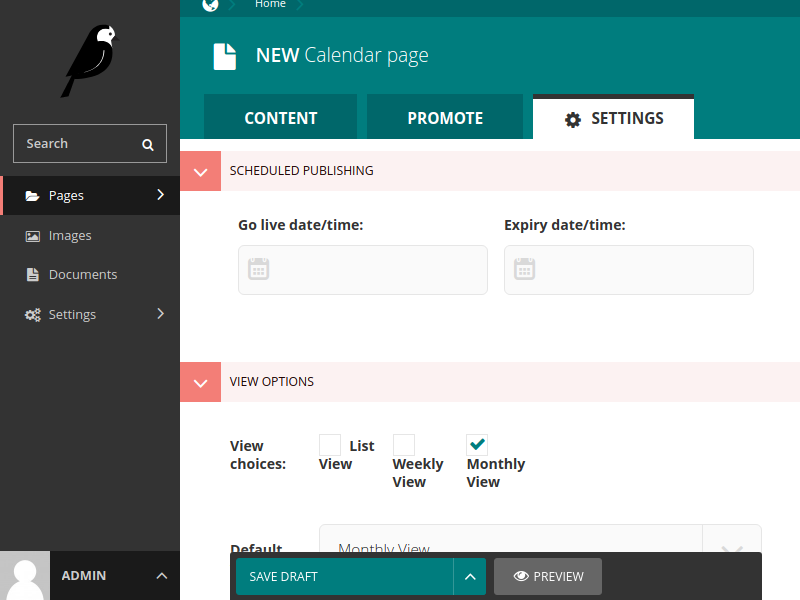 Home
NEW Calendar page
CONTENT
PROMOTE
SETTINGS
Search
Pages
Images
Documents
Settings
SCHEDULED PUBLISHING
Go live date/time:
Expiry date/time:
VIEW OPTIONS
View choices:
List View
Weekly View
Monthly View
Default
Monthly View
ADMIN
SAVE DRAFT
PREVIEW